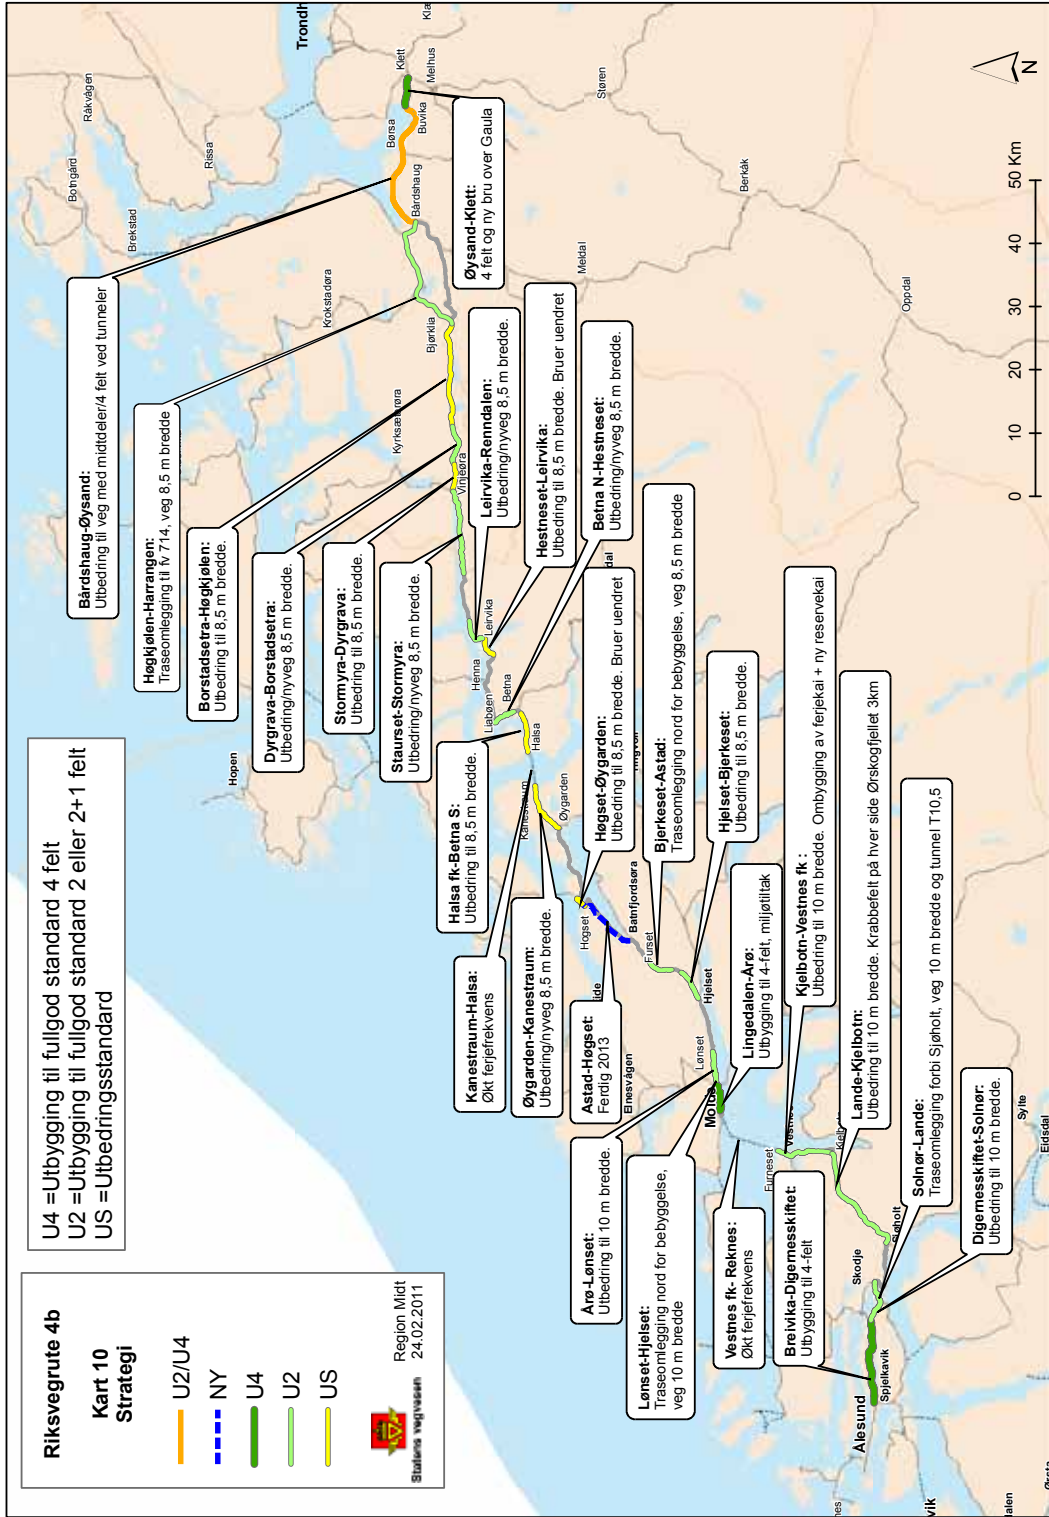 Riksvegrute 4b
Kart 10
Strategi
U2/U4
NY
U4
U2
US
Statens vegvesen
Region Midt
24.02.2011
U4 =Utbygging til fullgod standard 4 felt
U2 =Utbygging til fullgod standard 2 eller 2+1 felt
US =Utbedringsstandard
Bårdshaug-Øysand:
Utbedring til veg med midtdeler/4 felt ved tunneler
Høgkjølen-Harrangen:
Traseomlegging til fv 714, veg 8,5 m bredde
Borstadsetra-Høgkjølen:
Utbedring til 8,5 m bredde.
Dyrgrava-Borstadsetra:
Utbedring/nyveg 8,5 m bredde.
Stormyra-Dyrgrava:
Utbedring til 8,5 m bredde.
Staurset-Stormyra:
Utbedring/nyveg 8,5 m bredde.
Halsa fk-Betna S:
Utbedring til 8,5 m bredde.
Kanestraum-Halsa:
Økt ferjefrekvens
Øygarden-Kanestraum:
Utbedring/nyveg 8,5 m bredde.
Astad-Høgset:
Ferdig 2013
Årø-Lønset:
Utbedring til 10 m bredde.
Lønset-Hjelset:
Traseomlegging nord for bebyggelse,
veg 10 m bredde
Vestnes fk- Reknes:
Økt ferjefrekvens
Breivika-Digernesskiftet:
Utbygging til 4-felt
Øysand-Klett:
4 felt og ny bru over Gaula
Leirvika-Renndalen:
Utbedring/nyveg 8,5 m bredde.
Hestneset-Leirvika:
Utbedring til 8,5 m bredde. Bruer uendret
Betna N-Hestneset:
Utbedring/nyveg 8,5 m bredde.
Høgset-Øygarden:
Utbedring til 8,5 m bredde. Bruer uendret
Bjerkeset-Astad:
Traseomlegging nord for bebyggelse, veg 8,5 m bredde
Hjelset-Bjerkeset:
Utbedring til 8,5 m bredde.
Lingedalen-Årø:
Utbygging til 4-felt, miljøtiltak
Kjelbotn-Vestnes fk :
Utbedring til 10 m bredde. Ombygging av ferjekai + ny reservekai
Lande-Kjelbotn:
Utbedring til 10 m bredde. Krabbefelt på hver side Ørskogfjellet 3km
Solnør-Lande:
Traseomlegging forbi Sjøholt, veg 10 m bredde og tunnel T10,5
Digernesskiftet-Solnør:
Utbedring til 10 m bredde.
Hopen
Botngård
Råkvågen
Brekstad
Rissa
Trondh
Klæ
Klett
Melhus
Børsa
Buvika
Bårdshaug
Støren
Krokstadøra
Bjørklia
Meldal
Berkåk
Oppdal
Kyrksæterøra
Vinjeøra
Leirvika
Henna
Liabøen
Betna
Halsa
Kanestraum
Øygarden
Høgset
Batnfjordsøra
Furset
Hjelset
Lønset
Molde
Elnesvågen
ide
dal
Furneset
Vestnes
Sjøholt
Skodje
Spjelkavik
Ålesund
Sylte
Eidsdal
Ørsta
dalen
vik
nes
0 10 20 30 40 50 Km
N